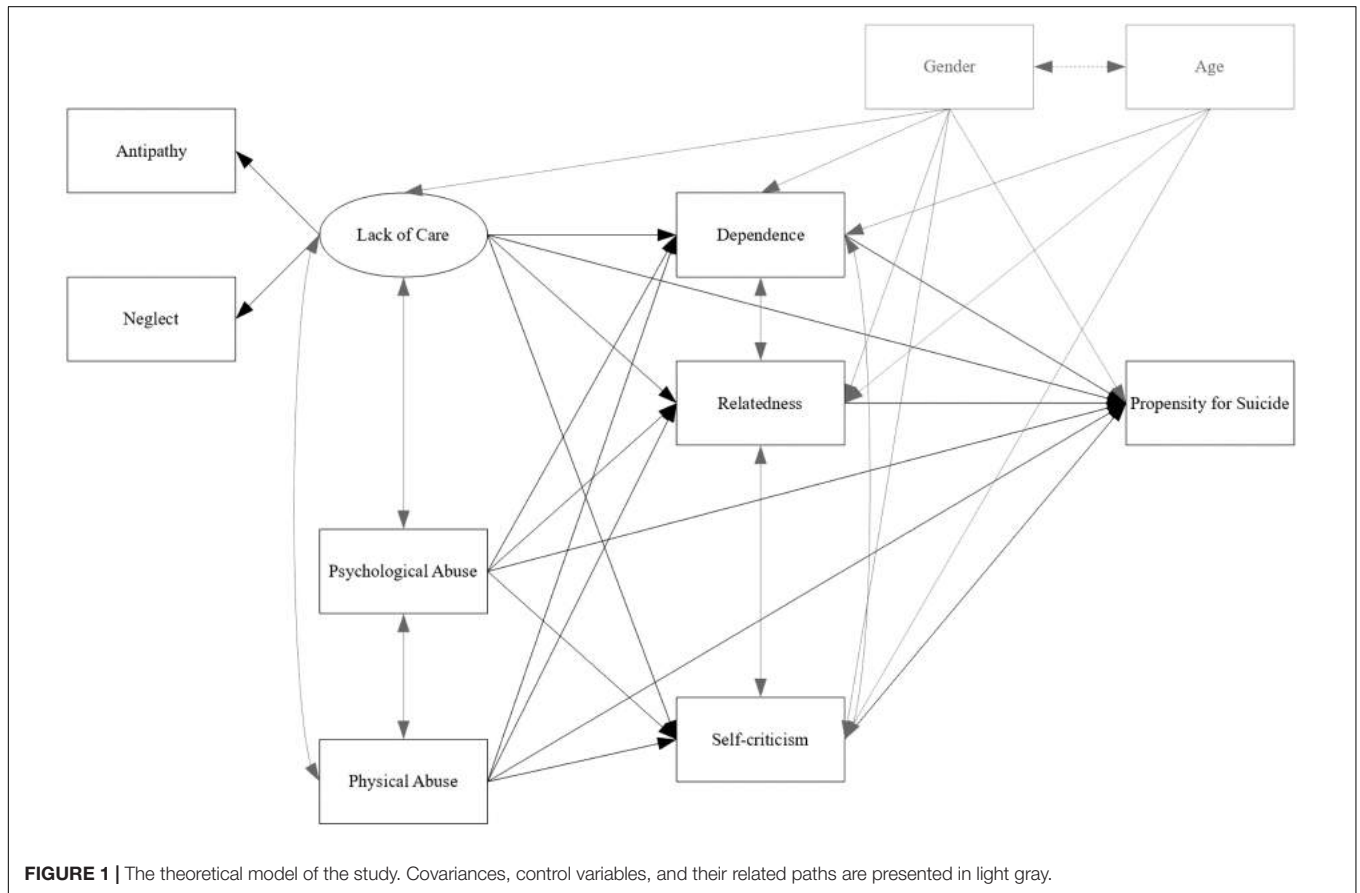 Gender
Age
Antipathy
Lack of Care
Dependence
Neglect
Relatedness
Propensity for Suicide
Psychological Abuse
Self-criticism
Physical Abuse
FIGURE 1 | The theoretical model of the study. Covariances, control variables, and their related paths are presented in light gray.